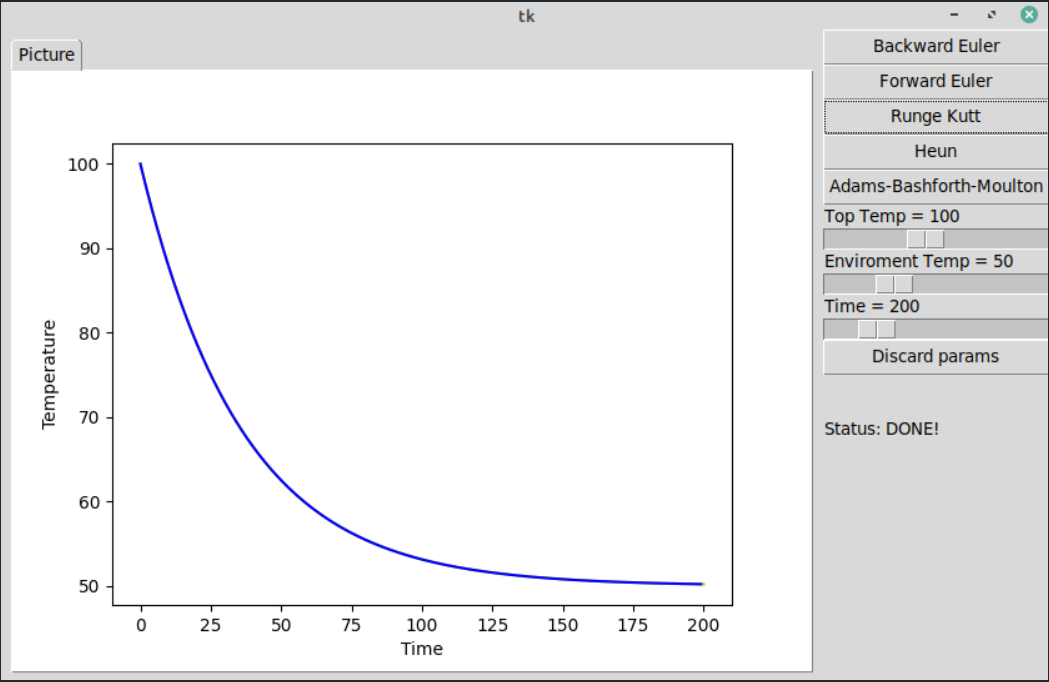 tk
Picture
100
90
80
70
60
50
Temperature
0 25 50 75 100 125 150 175 200
Time
Backward Euler
Forward Euler
Runge Kutt
Heun
Adams-Bashforth-Moulton
Top Temp = 100
Enviroment Temp = 50
Time = 200
Discard params
Status: DONE!